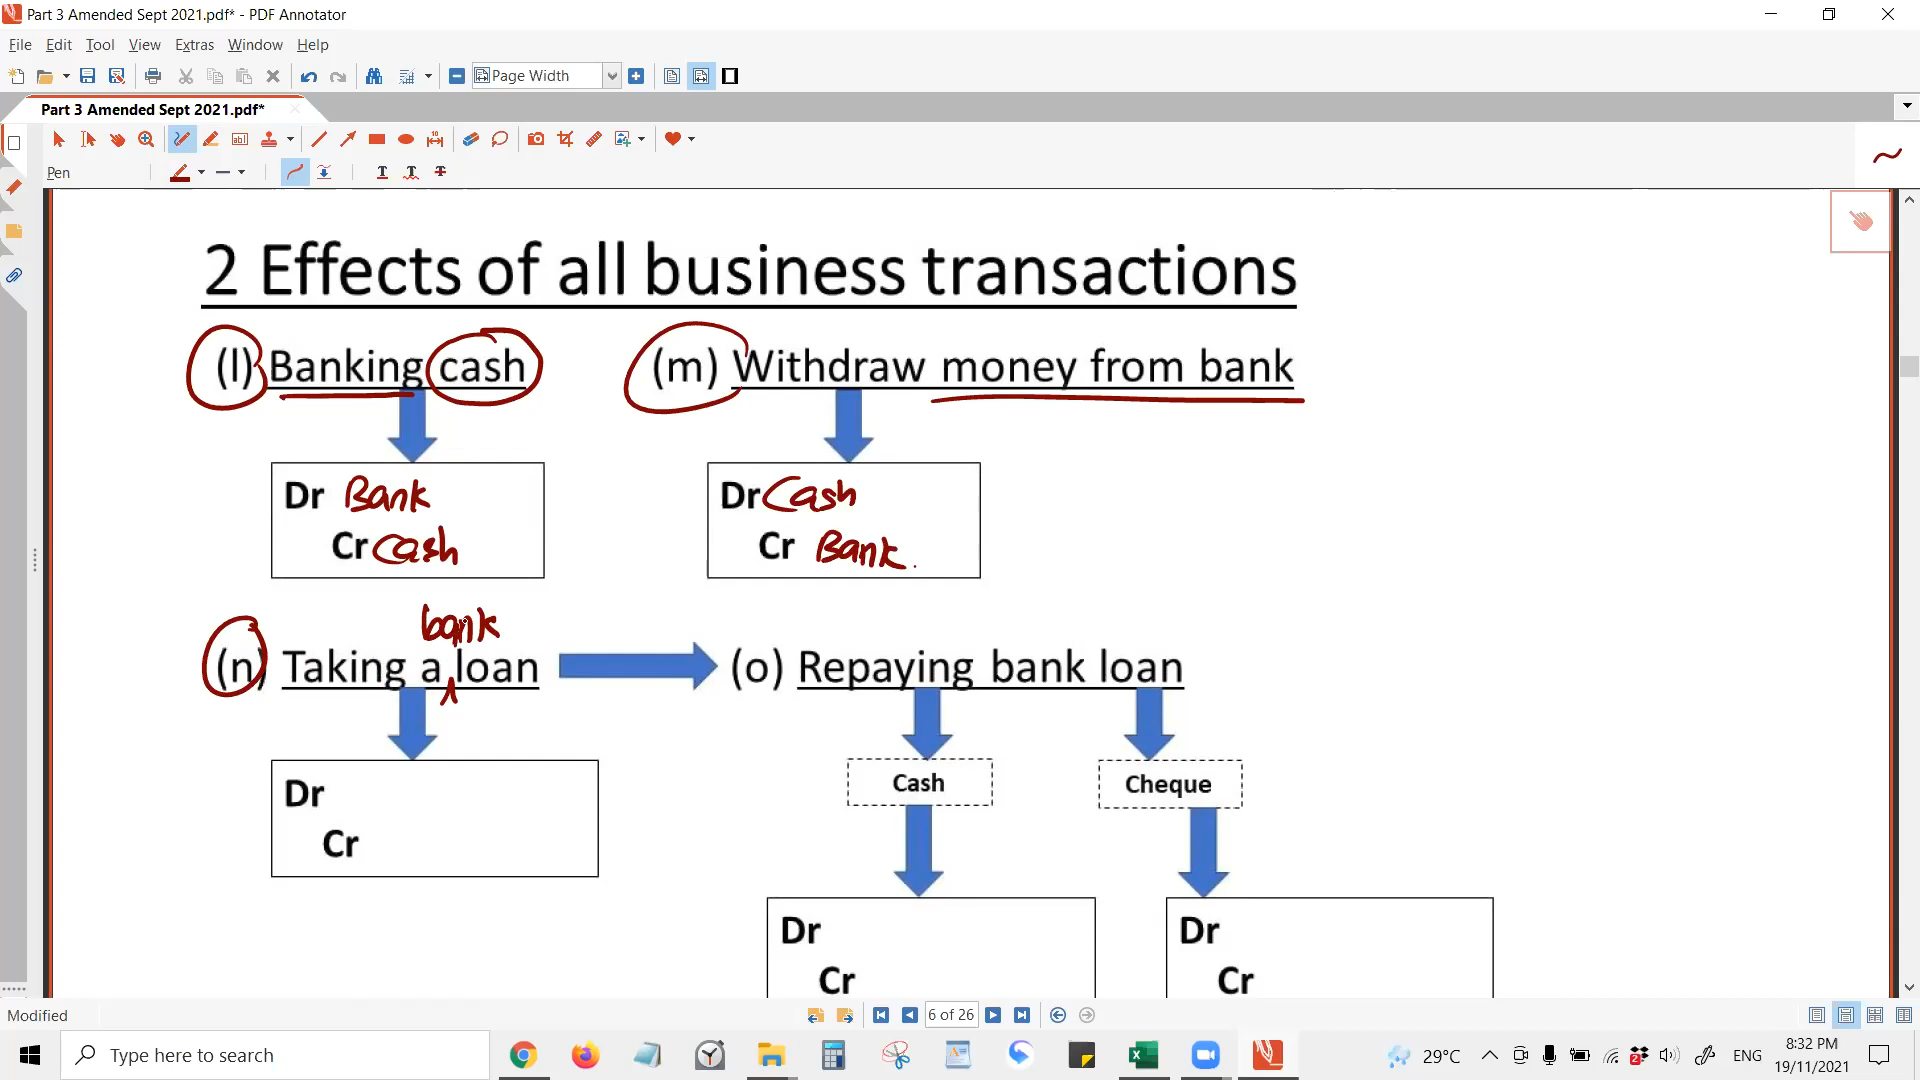 Part 3 Amended Sept 2021.pdf* - PDF Annotator
File Edit Tool View Extras Window Help
Page Width
Part 3 Amended Sept 2021.pdf*
Pen
2 Effects of all business transactions
(l) Banking cash
(m) Withdraw money from bank
Dr Bank
Cr Cash
Dr Cash
Cr Bank.
bank
(n) Taking a loan
(o) Repaying bank loan
Cash
Cheque
Dr
Cr
Dr
Cr
Dr
Cr
Modified
6 of 26
Type here to search
29°C
ENG
8:32 PM
19/11/2021